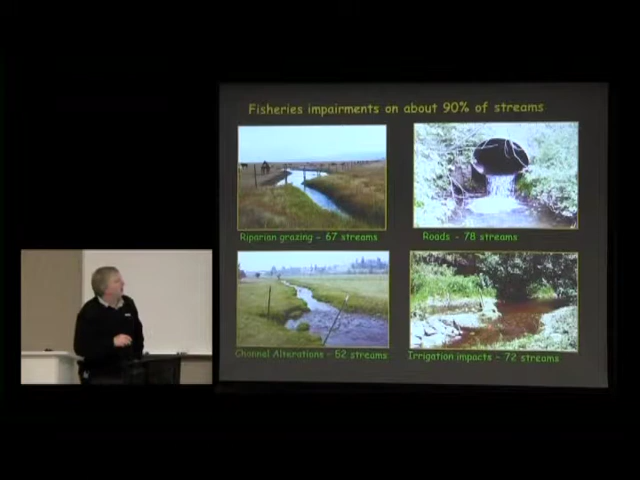 Fisheries impairments on about 90% of streams
Riparian grazing - 67 streams
Roads - 78 streams
Channel Alterations - 52 streams
Irrigation impacts - 72 streams